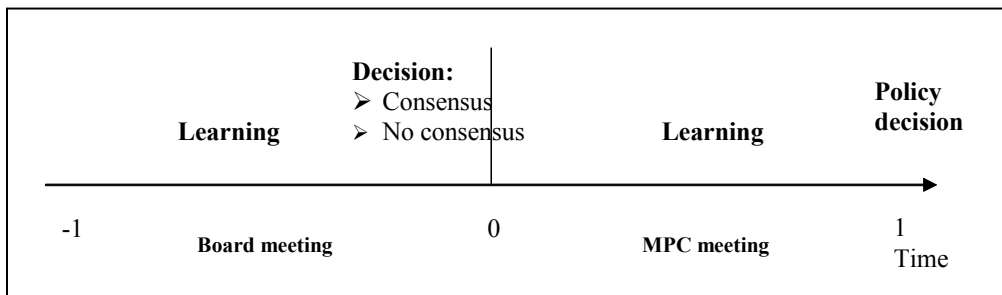 Decision:
➢ Consensus
➢ No consensus
Policy
decision
Learning
Learning
-1
0
1
Board meeting
MPC meeting
Time